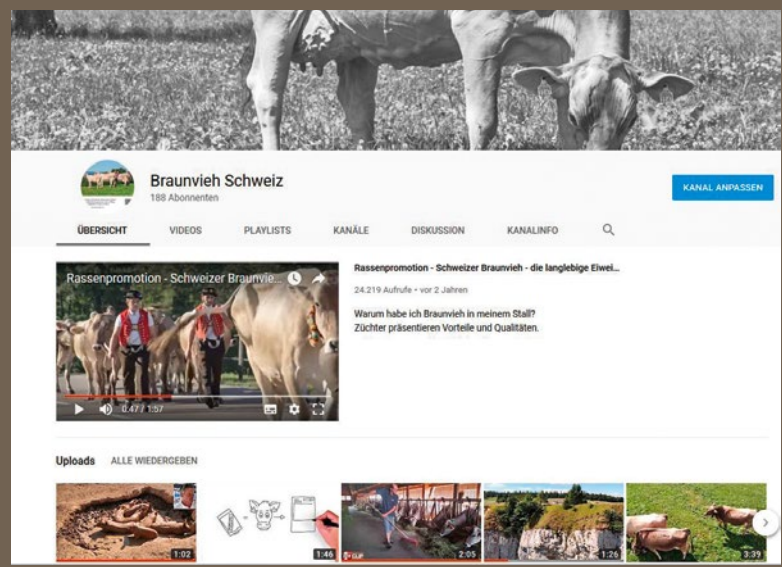 Braunvieh Schweiz
188 Abonnenten
KANAL ANPASSEN
ÜBERSICHT VIDEOS PLAYLISTS KANÄLE DISKUSSION KANALINFO
Rassenpromotion - Schweizer Braunvie...
0:47 / 1:57
Rassenpromotion - Schweizer Braunvieh - die langlebige Eiwei...
24.219 Aufrufe • vor 2 Jahren
Warum habe ich Braunvieh in meinem Stall?
Züchter präsentieren Vorteile und Qualitäten.
Uploads ALLE WIEDERGEBEN
1:02 1:46 CLIP 2:05 1:26 3:39